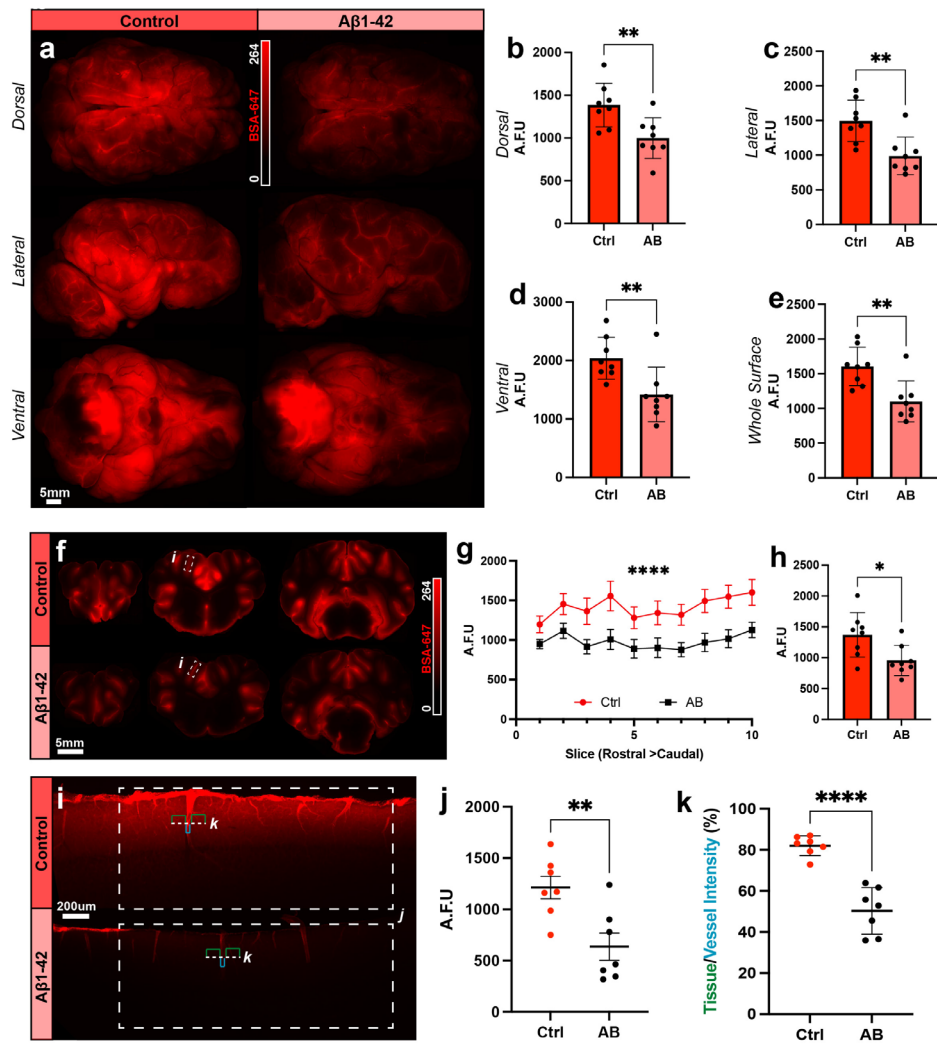 Control
Aβ1-42
a
Dorsal
Lateral
Ventral
264
BSA-647
0
5mm
b
**
Dorsal
A.F.U
2000
1500
1000
500
0
Ctrl
AB
c
**
Lateral
A.F.U
2500
2000
1500
1000
500
0
Ctrl
AB
d
**
Ventral
A.F.U
3000
2000
1000
0
Ctrl
AB
e
**
Whole Surface
A.F.U
2500
2000
1500
1000
500
0
Ctrl
AB
f
Control
Aβ1-42
i
i
264
BSA-647
0
5mm
g
****
A.F.U
2000
1500
1000
500
0
Ctrl
AB
0
5
10
Slice (Rostral >Caudal)
h
*
A.F.U
2500
2000
1500
1000
500
0
Ctrl
AB
i
Control
Aβ1-42
k
200um
j
k
j
**
A.F.U
2000
1500
1000
500
0
Ctrl
AB
k
****
Tissue/Vessel Intensity (%)
100
80
60
40
20
0
Ctrl
AB